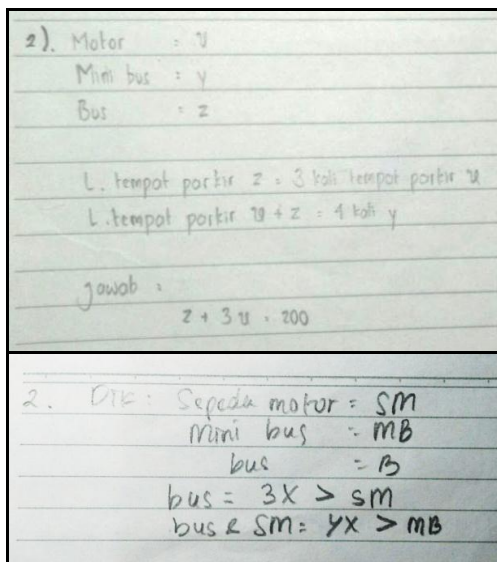 2). Motor = v
Mini bus : y
Bus : z
L. tempat parkir z = 3 kali tempat parkir v
L. tempat parkir v + z = 4 kali y
Jawab :
z + 3 v = 200
2. Dik : Sepeda motor = SM
Mini bus = MB
bus = B
bus = 3X > SM
bus & SM = 4X > MB